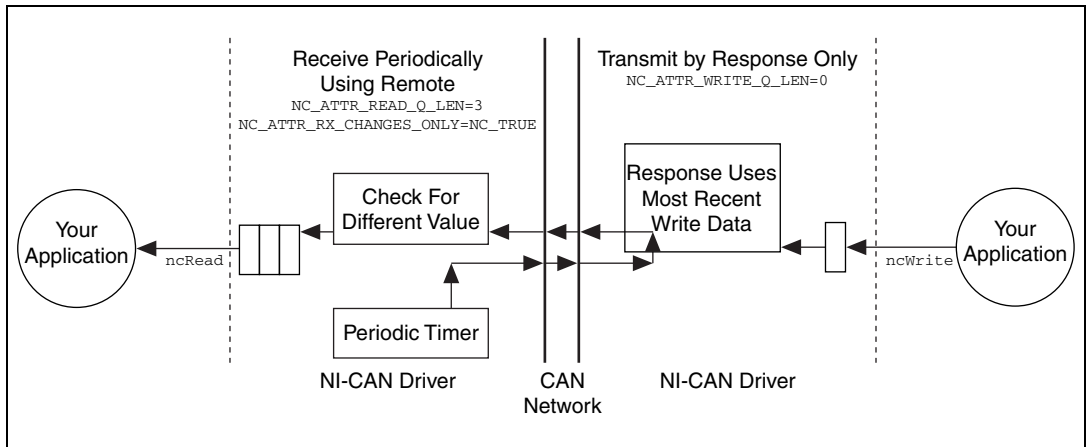 Receive Periodically
Using Remote
NC_ATTR_READ_Q_LEN=3
NC_ATTR_RX_CHANGES_ONLY=NC_TRUE
Transmit by Response Only
NC_ATTR_WRITE_Q_LEN=0
Your
Application
ncRead
Check For
Different Value
Periodic Timer
Response Uses
Most Recent
Write Data
ncWrite
Your
Application
NI-CAN Driver
CAN
Network
NI-CAN Driver